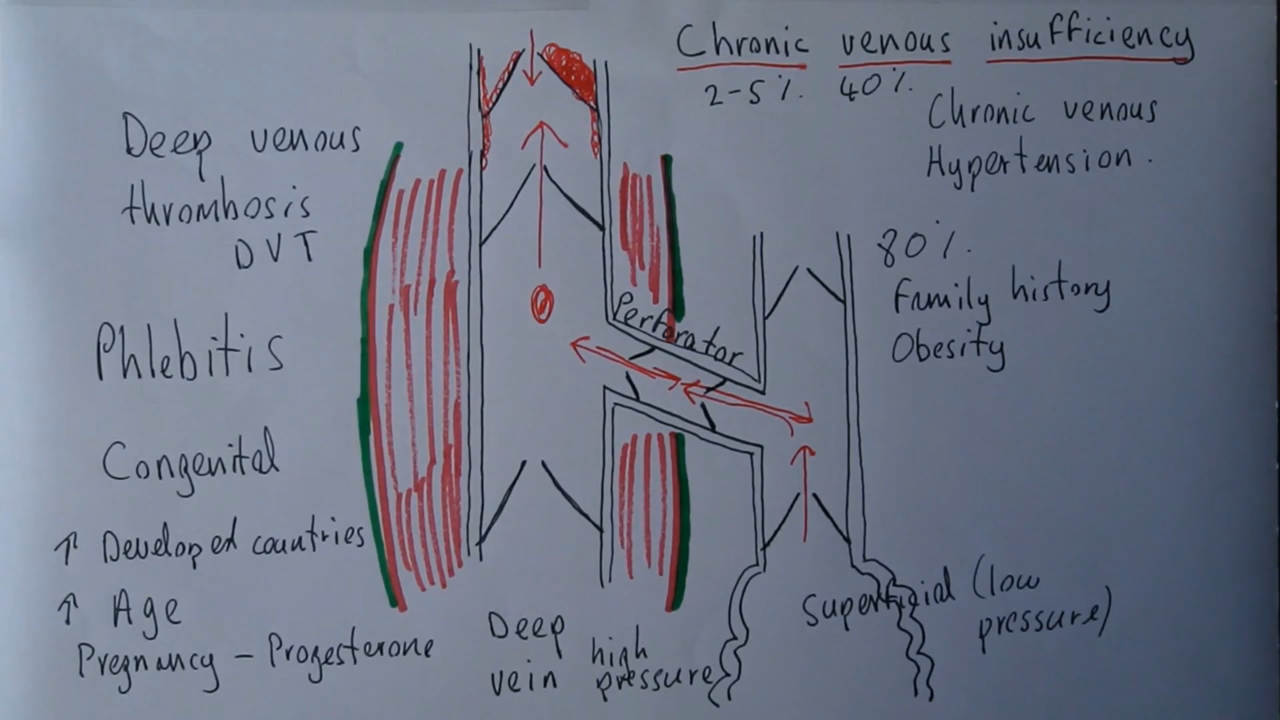 Chronic venous insufficiency
2-5%. 40%.
Chronic venous
Hypertension.
Deep venous
thrombosis
DVT
Phlebitis
Congenital
↑ Developed countries
↑ Age
Pregnancy - Progesterone
Perforator
80%.
Family history
Obesity
Deep
vein
high
pressure
Superficial (low
pressure)